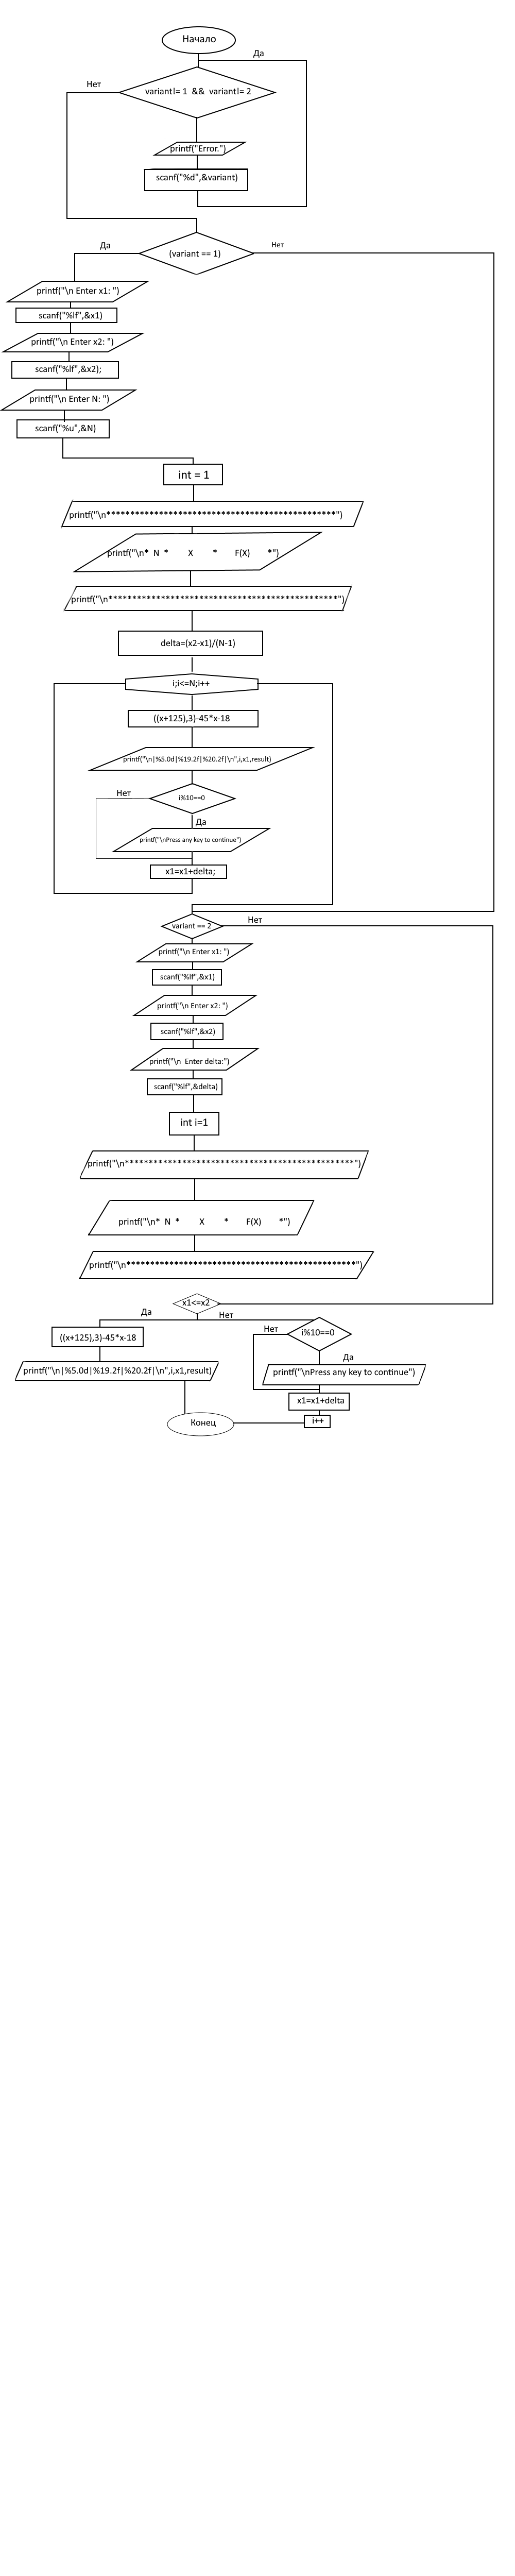 Начало
Да
Нет
variant!= 1 && variant!= 2
printf("Error.")
scanf("%d",&variant)
Да
(variant == 1)
Нет
printf("\n Enter x1: ")
scanf("%lf",&x1)
printf("\n Enter x2: ")
scanf("%lf",&x2);
printf("\n Enter N: ")
scanf("%u",&N)
int = 1
printf("\n************************************************")
printf("\n* N * X * F(X) *")
printf("\n************************************************")
delta=(x2-x1)/(N-1)
i;i<=N;i++
((x+125),3)-45*x-18
printf("\n|%5.0d|%19.2f|%20.2f|\n",i,x1,result)
Нет
i%10==0
Да
printf("\nPress any key to continue")
x1=x1+delta;
Нет
variant == 2
printf("\n Enter x1: ")
scanf("%lf",&x1)
printf("\n Enter x2: ")
scanf("%lf",&x2)
printf("\n Enter delta:")
scanf("%lf",&delta)
int i=1
printf("\n************************************************")
printf("\n* N * X * F(X) *")
printf("\n************************************************")
x1<=x2
Да
Нет
((x+125),3)-45*x-18
printf("\n|%5.0d|%19.2f|%20.2f|\n",i,x1,result)
Нет
i%10==0
Да
printf("\nPress any key to continue")
x1=x1+delta
i++
Конец